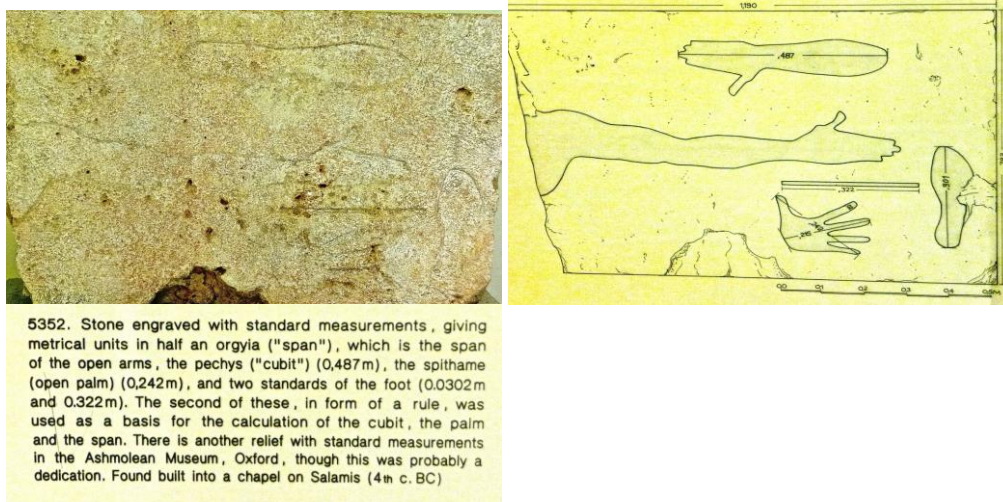 1,190
,487
,322
,301
,242
,215
0,0 0,1 0,2 0,3 0,4 0,5M
5352. Stone engraved with standard measurements, giving
metrical units in half an orgyia ("span"), which is the span
of the open arms, the pechys ("cubit") (0,487m), the spithame
(open palm) (0,242m), and two standards of the foot (0.0302m
and 0.322m). The second of these, in form of a rule, was
used as a basis for the calculation of the cubit, the palm
and the span. There is another relief with standard measurements
in the Ashmolean Museum, Oxford, though this was probably a
dedication. Found built into a chapel on Salamis (4th c. BC)